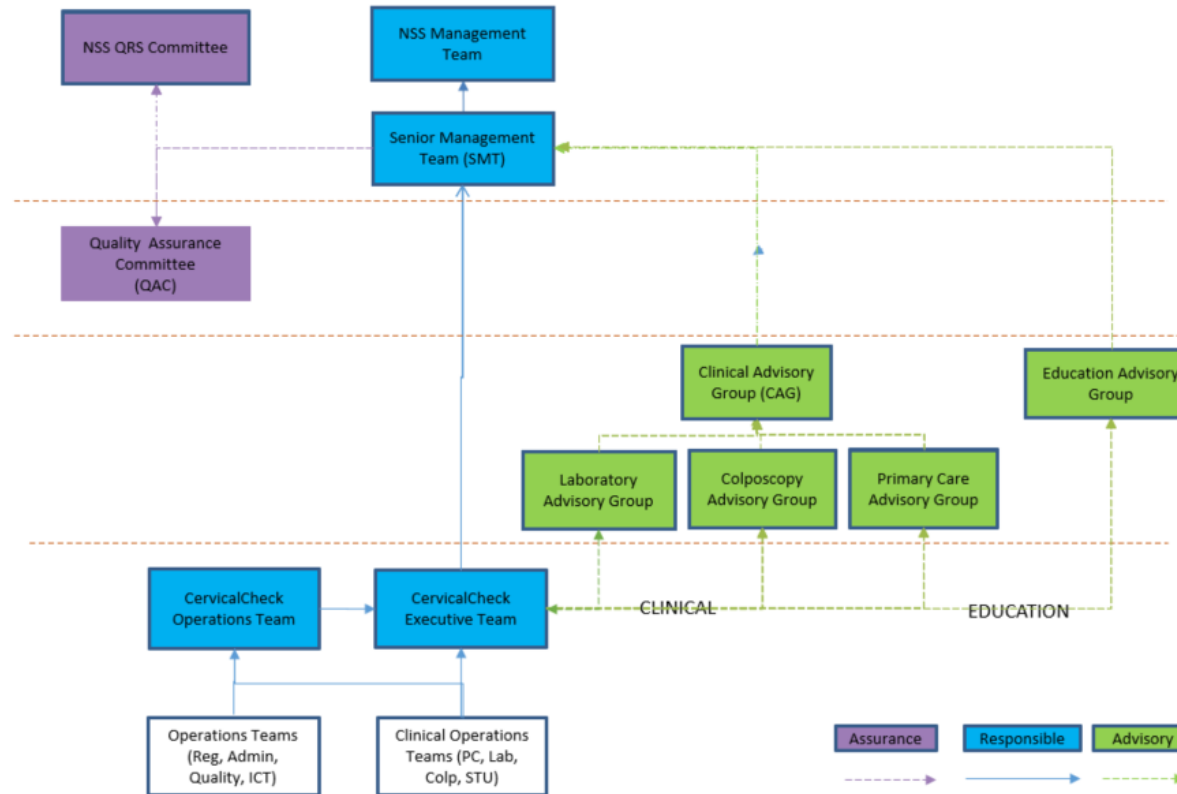 NSS QRS Committee
NSS Management
Team
Senior Management
Team (SMT)
Quality Assurance
Committee
(QAC)
Clinical Advisory
Group (CAG)
Education Advisory
Group
Laboratory
Advisory Group
Colposcopy
Advisory Group
Primary Care
Advisory Group
CervicalCheck
Operations Team
CervicalCheck
Executive Team
CLINICAL
EDUCATION
Operations Teams
(Reg, Admin,
Quality, ICT)
Clinical Operations
Teams (PC, Lab,
Colp, STU)
Assurance
Responsible
Advisory